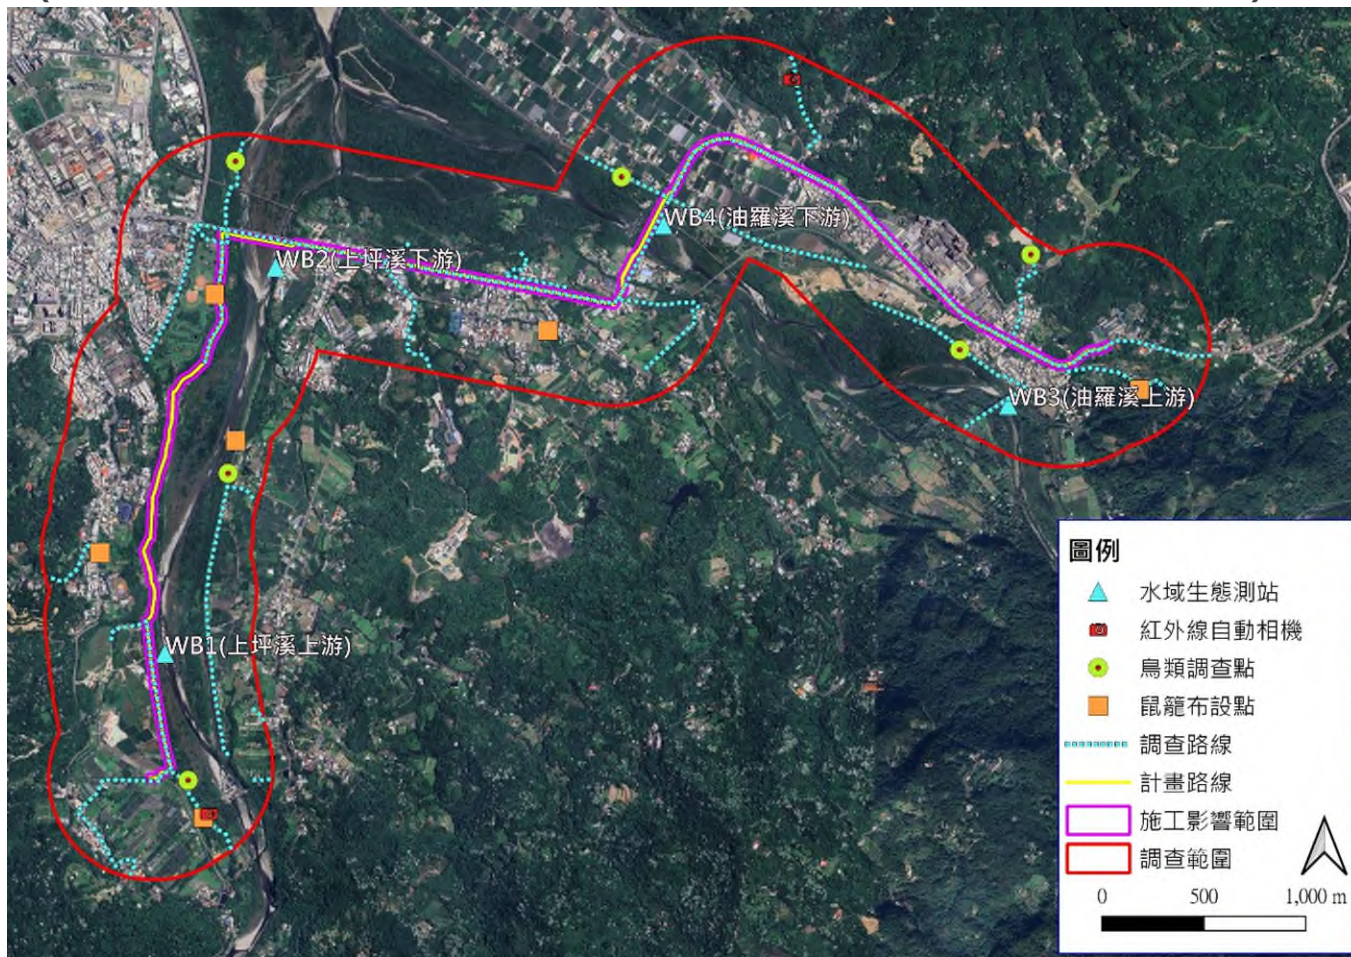 WB4(油羅溪下游)
WB2(上坪溪下游)
WB3(油羅溪上游)
WB1(上坪溪上游)
圖例
水域生態測站
紅外線自動相機
鳥類調查點
鼠籠布設點
調查路線
計畫路線
施工影響範圍
調查範圍
0 500 1,000 m